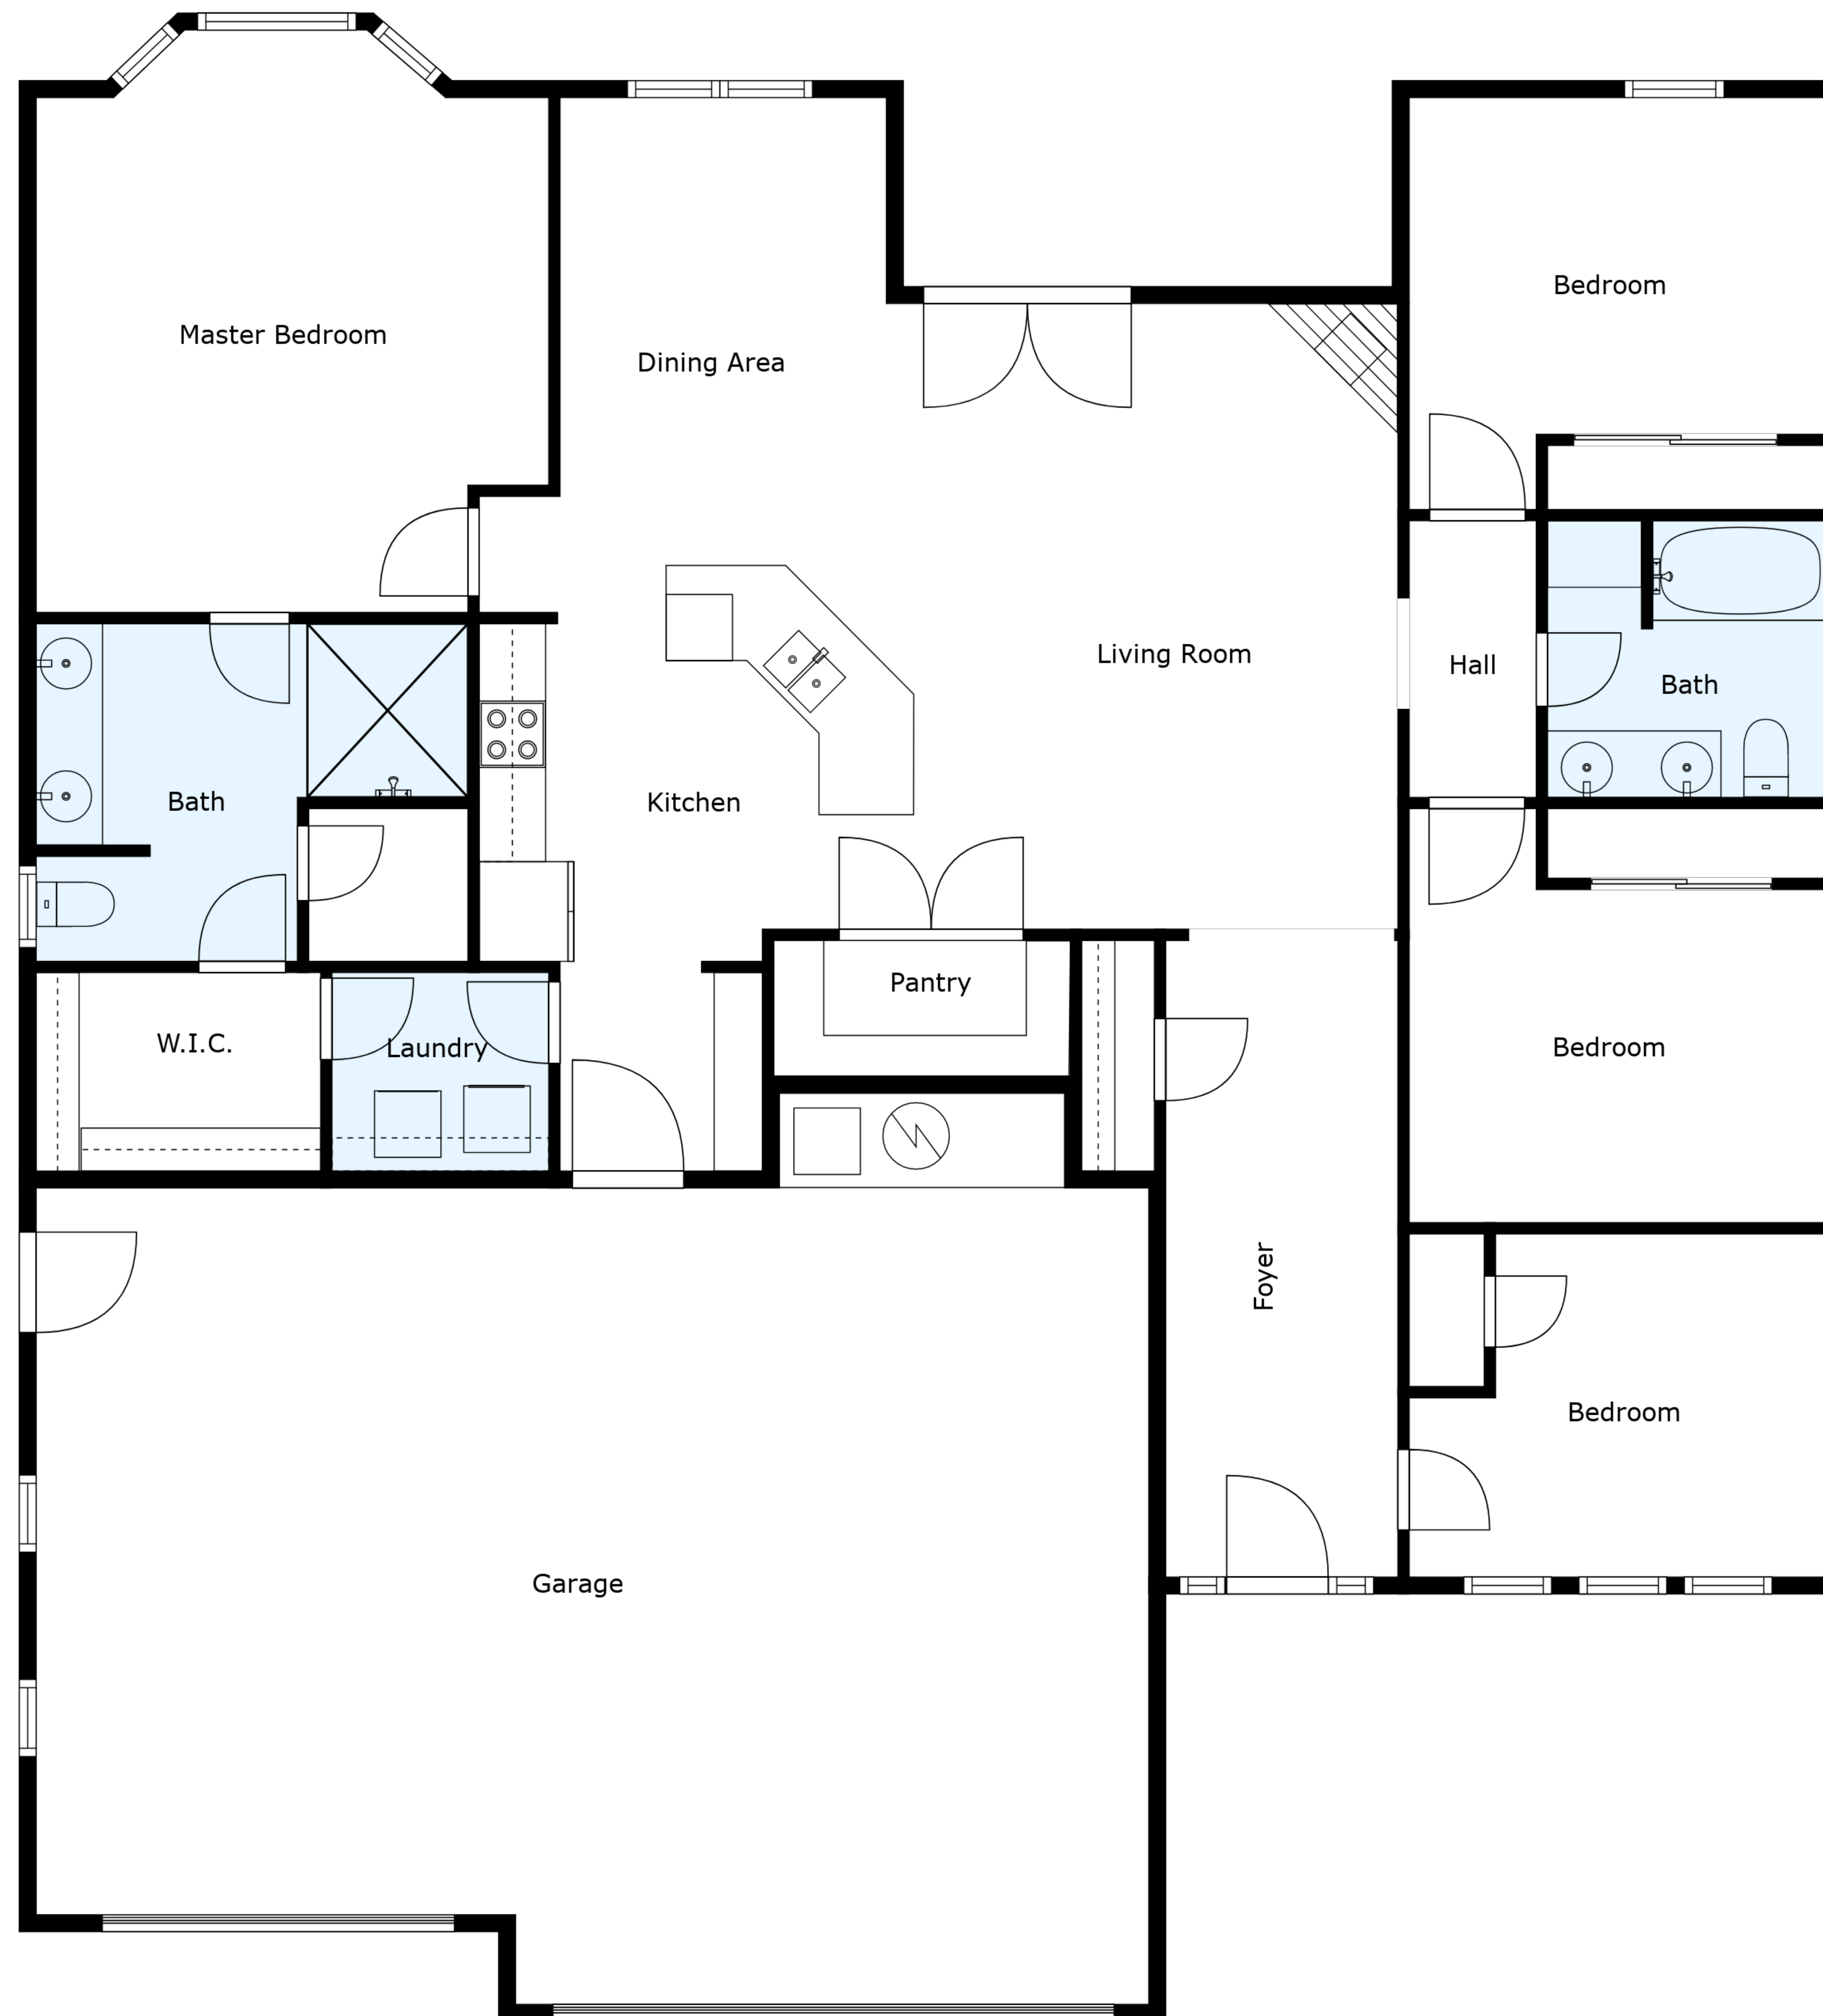 Bedroom
Master Bedroom
Dining Area
Living Room
Hall
Bath
Bath
Kitchen
Pantry
W.I.C.
Laundry
Bedroom
Foyer
Bedroom
Garage